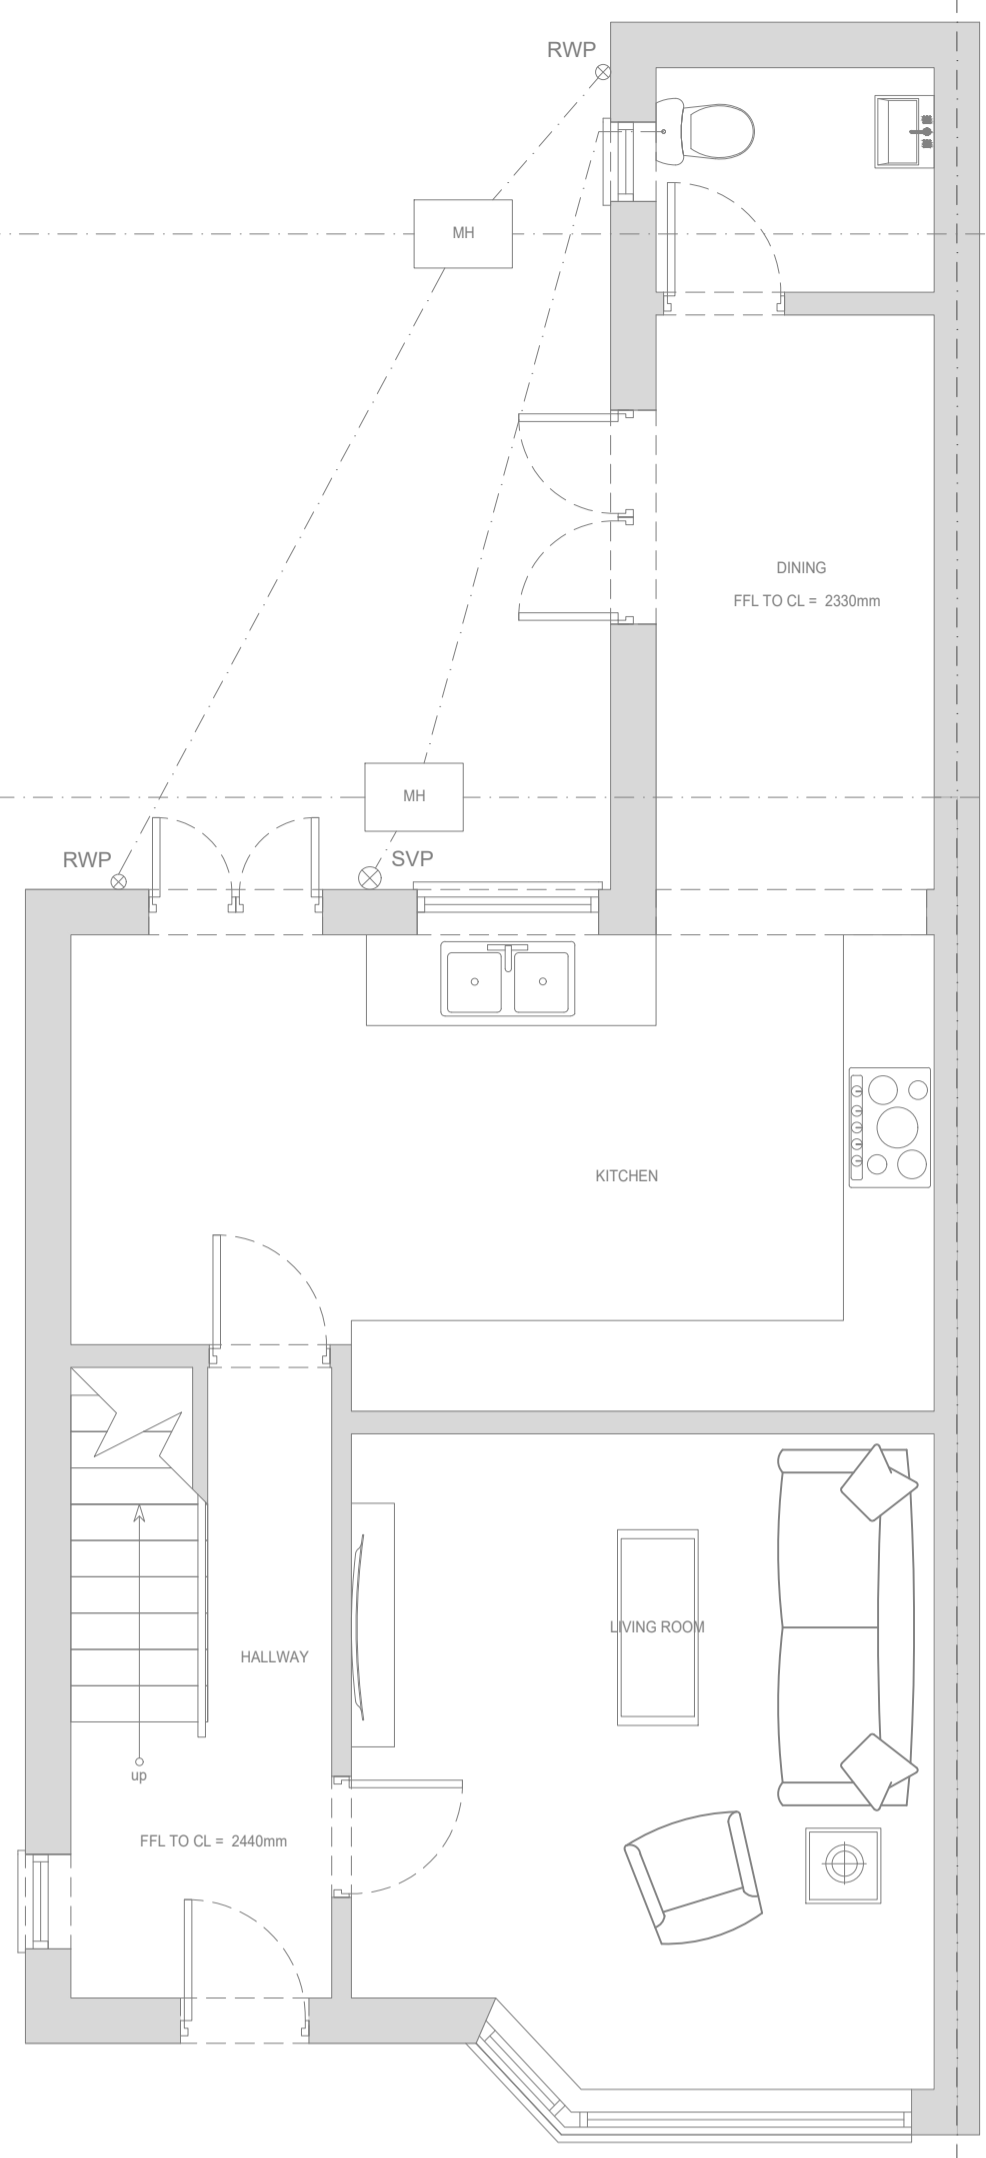 RWP
MH
DINING
FFL TO CL = 2330mm
MH
RWP
SVP
KITCHEN
LIVING ROOM
HALLWAY
up
FFL TO CL = 2440mm